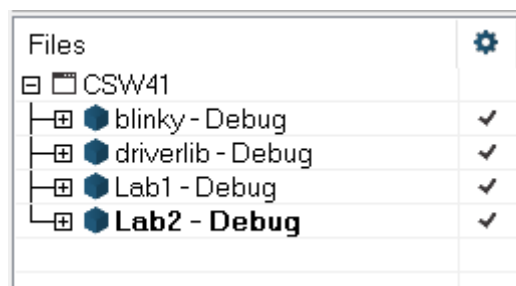 Files
CSW41
blinky - Debug
driverlib - Debug
Lab1 - Debug
Lab2 - Debug